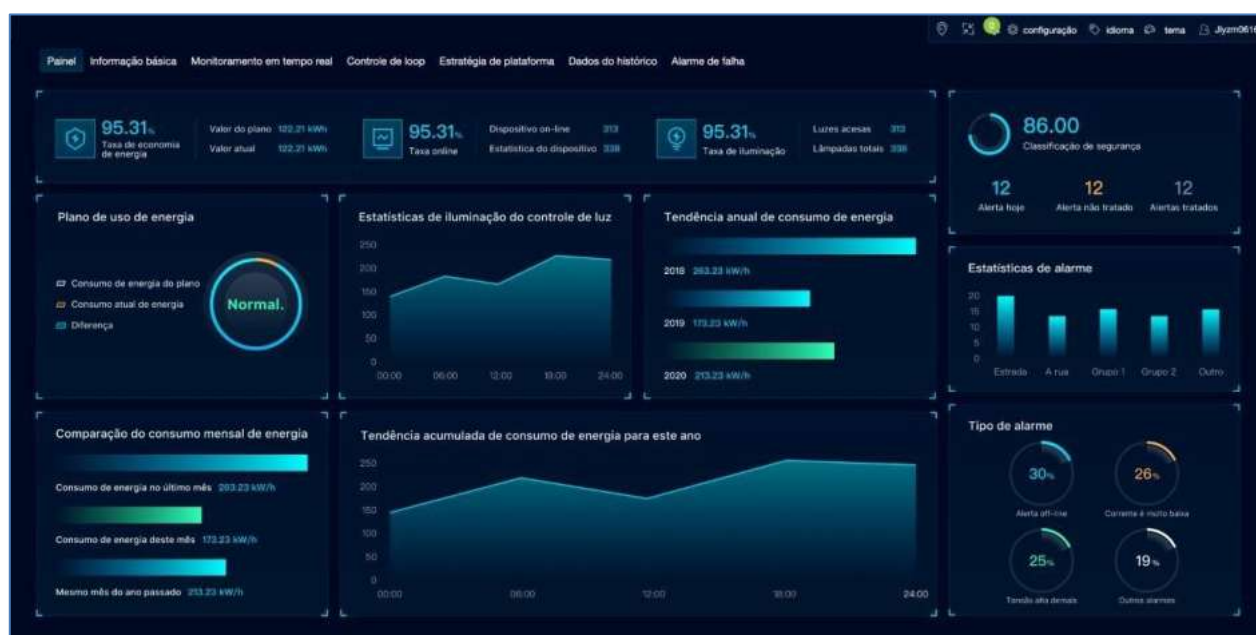 configuração idioma tema Jlyzm0616
Painel Informação básica Monitoramento em tempo real Controle de loop Estratégia de plataforma Dados do histórico Alarme de falha
95.31%
Taxa de economia
de energia
Valor do plano 122.21 kWh
Valor atual 122.21 kWh
95.31%
Taxa online
Dispositivo on-line 313
Estatística do dispositivo 338
95.31%
Taxa de iluminação
Luzes acesas 313
Lâmpadas totais 338
86.00
Classificação de segurança
12
Alerta hoje
12
Alerta não tratado
12
Alertas tratados
Plano de uso de energia
Consumo de energia do plano
Consumo atual de energia
Diferença
Normal.
Estatísticas de iluminação do controle de luz
250
200
150
100
50
0
00:00 06:00 12:00 18:00 24:00
Tendência anual de consumo de energia
2018 263.23 kW/h
2019 173.23 kW/h
2020 213.23 kW/h
Estatísticas de alarme
20
15
10
5
0
Estrada A rua Grupo 1 Grupo 2 Outro
Comparação do consumo mensal de energia
Consumo de energia no último mês 263.23 kW/h
Consumo de energia deste mês 173.23 kW/h
Mesmo mês do ano passado 213.23 kW/h
Tendência acumulada de consumo de energia para este ano
250
200
150
100
50
0
00:00 06:00 12:00 18:00 24:00
Tipo de alarme
30%
Alerta off-line
26%
Corrente é muito baixa
25%
Tensão alta demais
19%
Outros alarmes